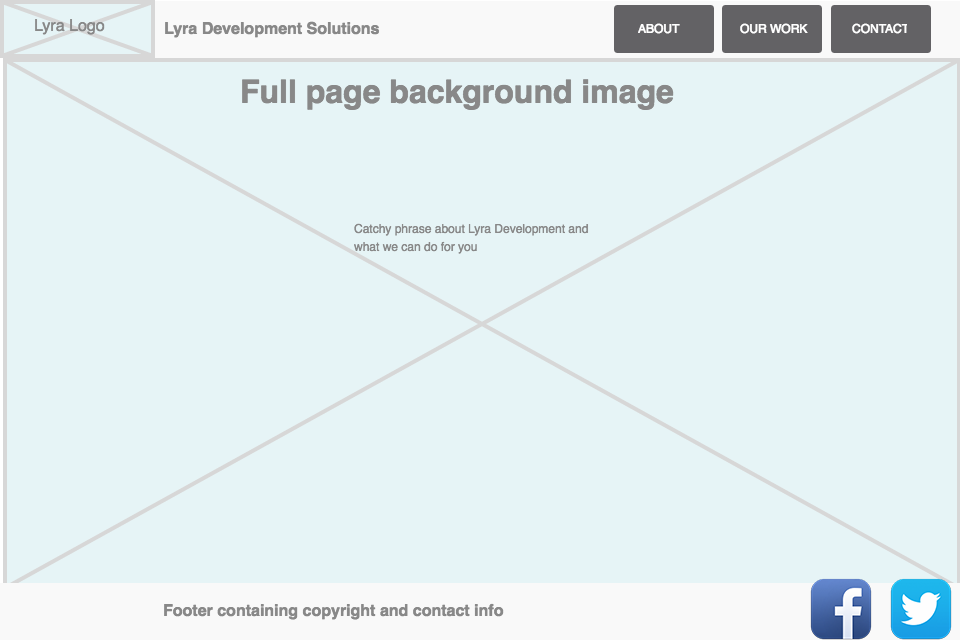 Lyra Logo
Lyra Development Solutions
ABOUT
OUR WORK
CONTACT
Full page background image
Catchy phrase about Lyra Development and
what we can do for you
Footer containing copyright and contact info